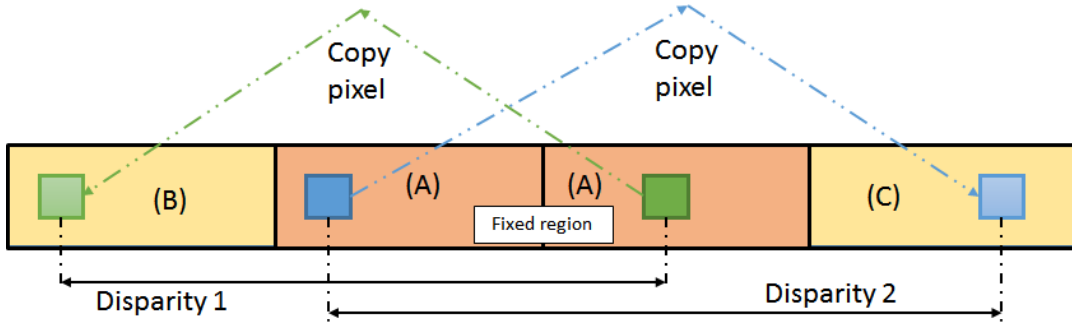 Copy
pixel
Copy
pixel
(B)
(A)
(A)
(C)
Fixed region
Disparity 1
Disparity 2